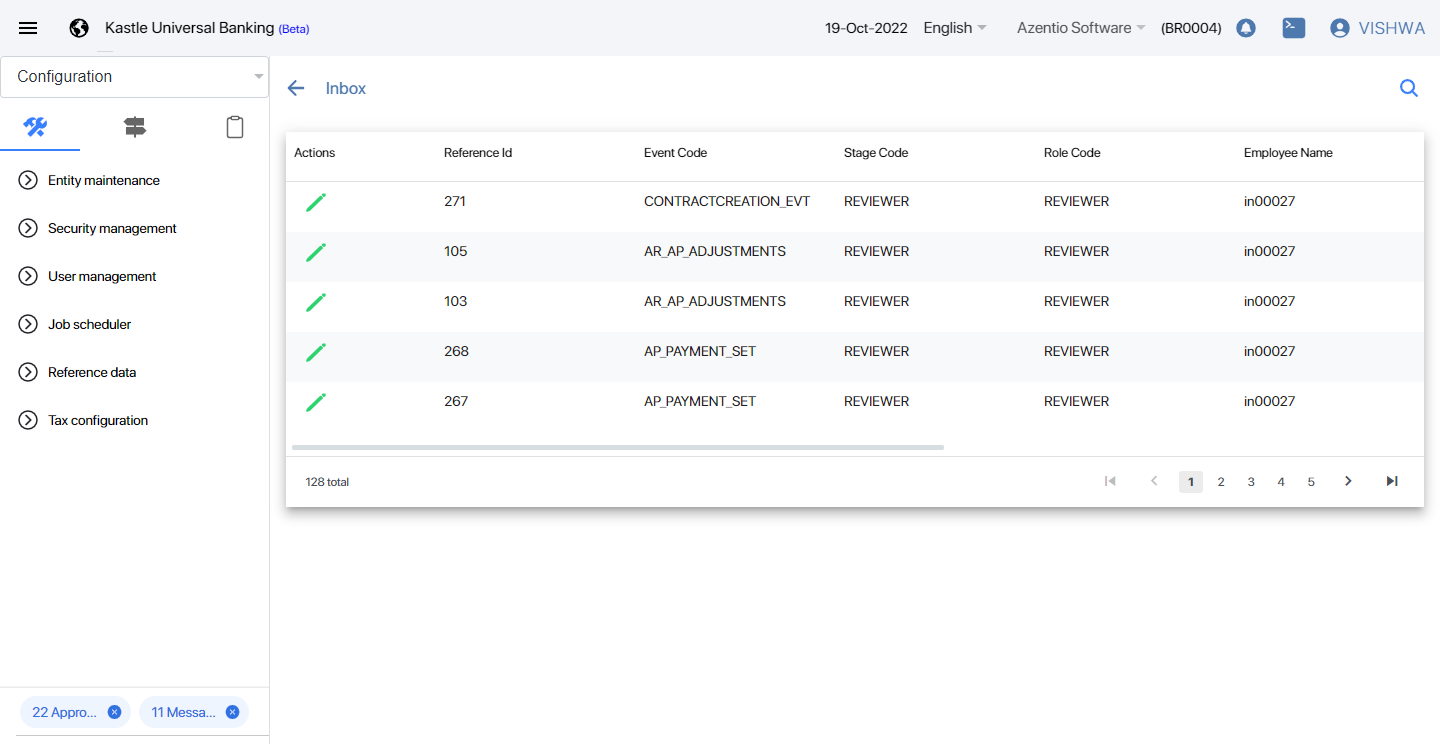 Kastle Universal Banking (Beta) 19-Oct-2022 English Azentio Software (BR0004) VISHWA
Configuration
Inbox
Entity maintenance
Security management
User management
Job scheduler
Reference data
Tax configuration
Actions Reference Id Event Code Stage Code Role Code Employee Name
271 CONTRACTCREATION_EVT REVIEWER REVIEWER in00027
105 AR_AP_ADJUSTMENTS REVIEWER REVIEWER in00027
103 AR_AP_ADJUSTMENTS REVIEWER REVIEWER in00027
268 AP_PAYMENT_SET REVIEWER REVIEWER in00027
267 AP_PAYMENT_SET REVIEWER REVIEWER in00027
128 total 1 2 3 4 5
22 Appro... 11 Messa...